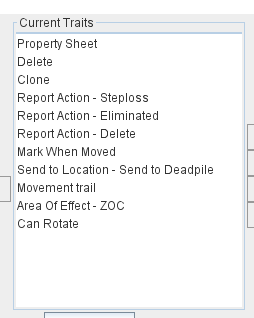 Current Traits
Property Sheet
Delete
Clone
Report Action - Steploss
Report Action - Eliminated
Report Action - Delete
Mark When Moved
Send to Location - Send to Deadpile
Movement trail
Area Of Effect - ZOC
Can Rotate